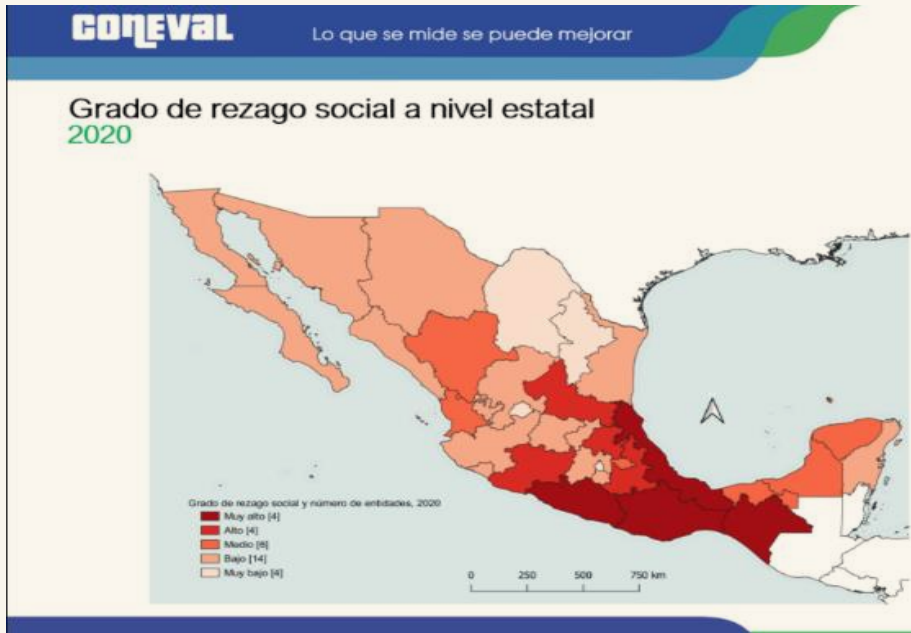 CONEVAL
Lo que se mide se puede mejorar
Grado de rezago social a nivel estatal
2020
Grado de rezago social y número de entidades, 2020
Muy alto [4]
Alto [4]
Medio [6]
Bajo [14]
Muy bajo [4]
0 250 500 750 km